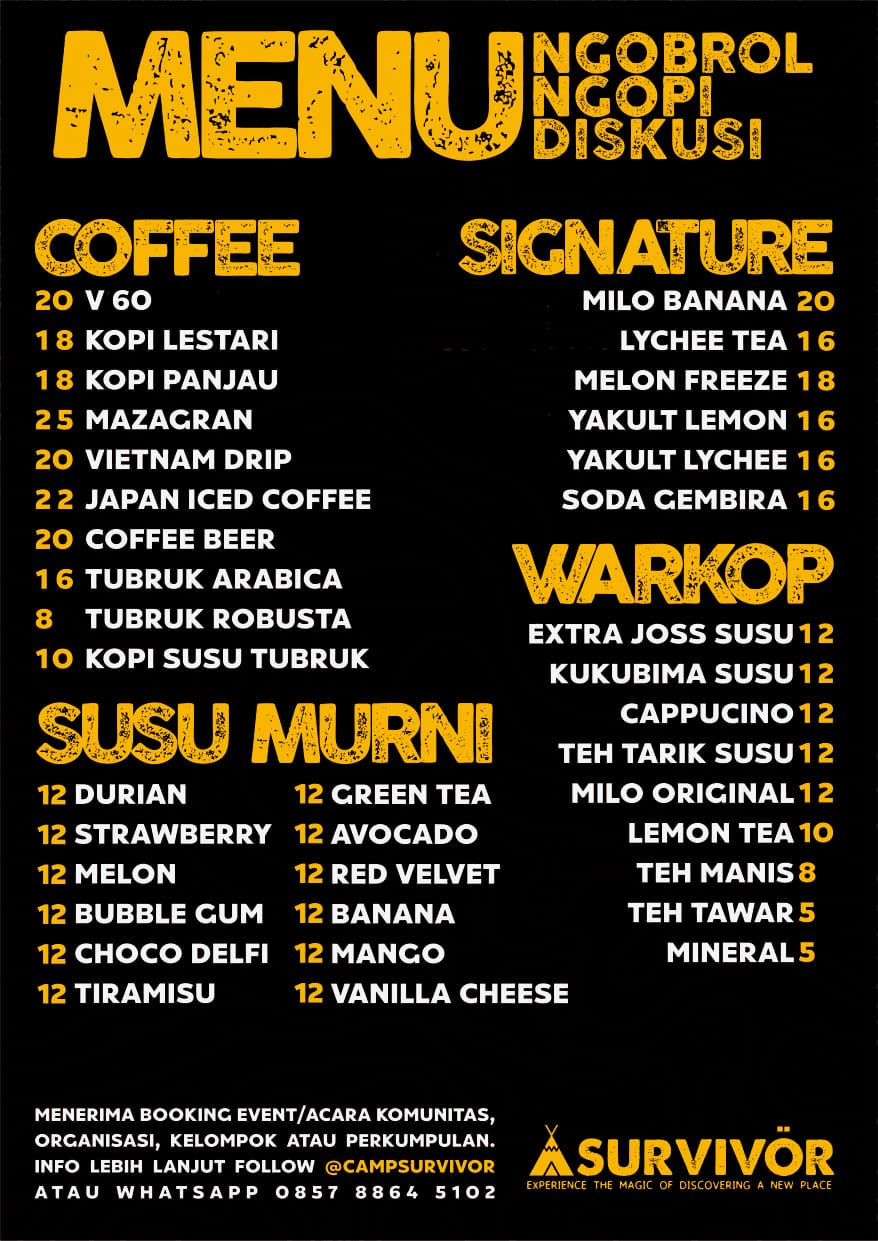 MENU
NGOBROL
NGOPI
DISKUSI
COFFEE
20 V 60
18 KOPI LESTARI
18 KOPI PANJAU
25 MAZAGRAN
20 VIETNAM DRIP
22 JAPAN ICED COFFEE
20 COFFEE BEER
16 TUBRUK ARABICA
8 TUBRUK ROBUSTA
10 KOPI SUSU TUBRUK
SIGNATURE
MILO BANANA 20
LYCHEE TEA 16
MELON FREEZE 18
YAKULT LEMON 16
YAKULT LYCHEE 16
SODA GEMBIRA 16
WARKOP
EXTRA JOSS SUSU 12
KUKUBIMA SUSU 12
CAPPUCINO 12
TEH TARIK SUSU 12
MILO ORIGINAL 12
LEMON TEA 10
TEH MANIS 8
TEH TAWAR 5
MINERAL 5
SUSU MURNI
12 DURIAN
12 STRAWBERRY
12 MELON
12 BUBBLE GUM
12 CHOCO DELFI
12 TIRAMISU
12 GREEN TEA
12 AVOCADO
12 RED VELVET
12 BANANA
12 MANGO
12 VANILLA CHEESE
MENERIMA BOOKING EVENT/ACARA KOMUNITAS,
ORGANISASI, KELOMPOK ATAU PERKUMPULAN.
INFO LEBIH LANJUT FOLLOW @CAMPSURVIVOR
ATAU WHATSAPP 0857 8864 5102
SURVIVÖR
EXPERIENCE THE MAGIC OF DISCOVERING A NEW PLACE